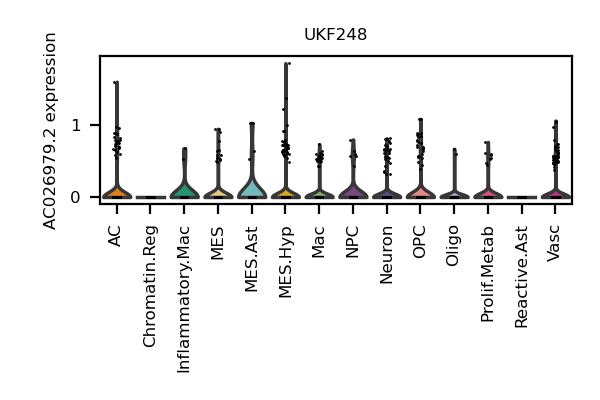 UKF248
AC026979.2 expression
1
0
AC
Chromatin.Reg
Inflammatory.Mac
MES
MES.Ast
MES.Hyp
Mac
NPC
Neuron
OPC
Oligo
Prolif.Metab
Reactive.Ast
Vasc